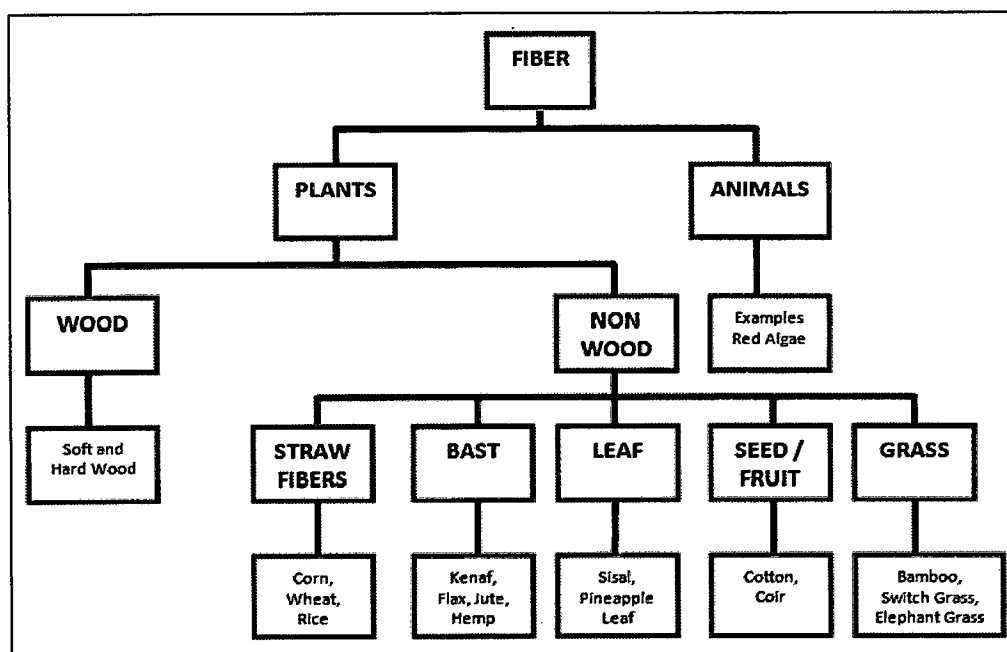 FIBER
PLANTS
ANIMALS
WOOD
NON
WOOD
Examples
Red Algae
Soft and
Hard Wood
STRAW
FIBERS
BAST
LEAF
SEED /
FRUIT
GRASS
Corn,
Wheat,
Rice
Kenaf,
Flax, Jute,
Hemp
Sisal,
Pineapple
Leaf
Cotton,
Coir
Bamboo,
Switch Grass,
Elephant Grass